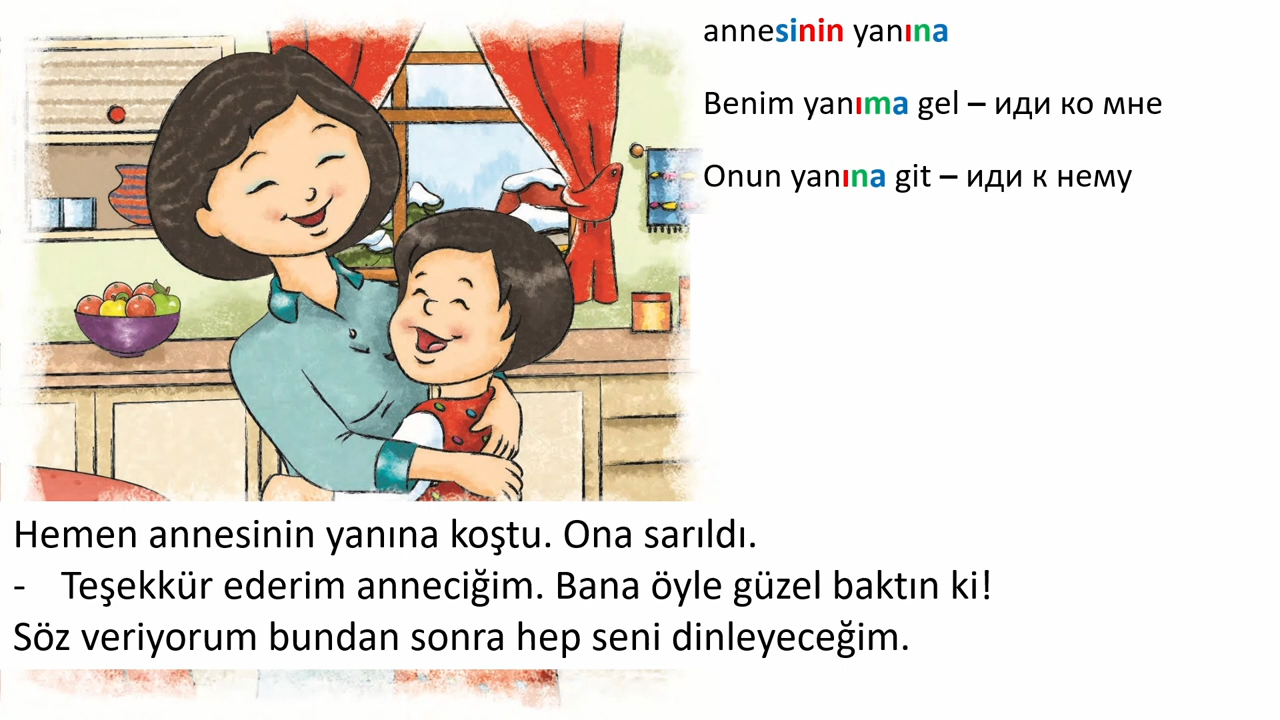 annesinin yanına
Benim yanıma gel – иди ко мне
Onun yanına git – иди к нему
Hemen annesinin yanına koştu. Ona sarıldı.
- Teşekkür ederim anneciğim. Bana öyle güzel baktın ki!
Söz veriyorum bundan sonra hep seni dinleyeceğim.